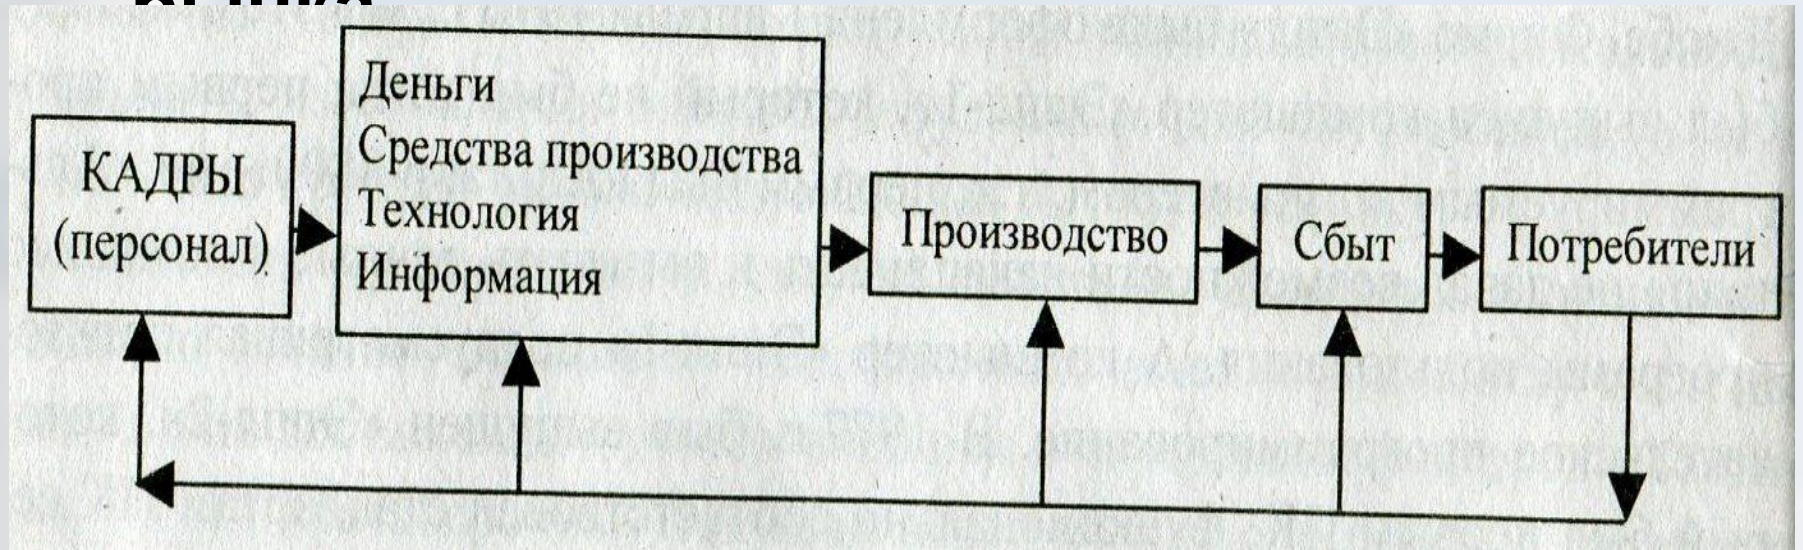 КАДРЫ
(персонал)
Деньги
Средства производства
Технология
Информация
Производство
Сбыт
Потребители